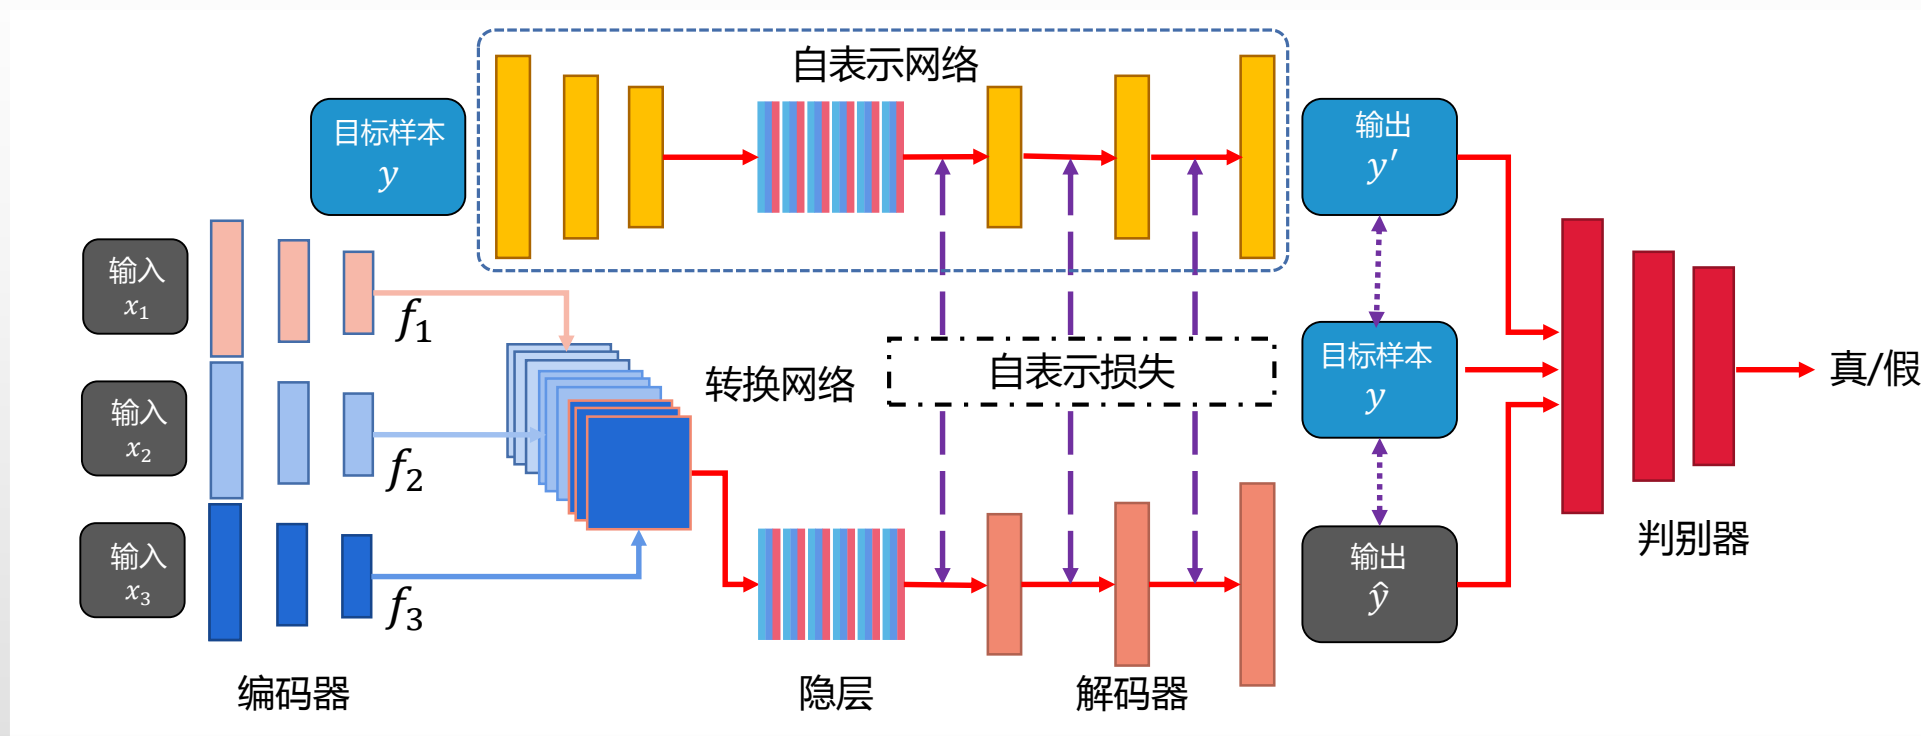 自表示网络
目标样本
y
输出
y′
输入
x₁
f₁
输入
x₂
f₂
输入
x₃
f₃
转换网络
自表示损失
目标样本
y
真/假
输出
ŷ
判别器
编码器
隐层
解码器